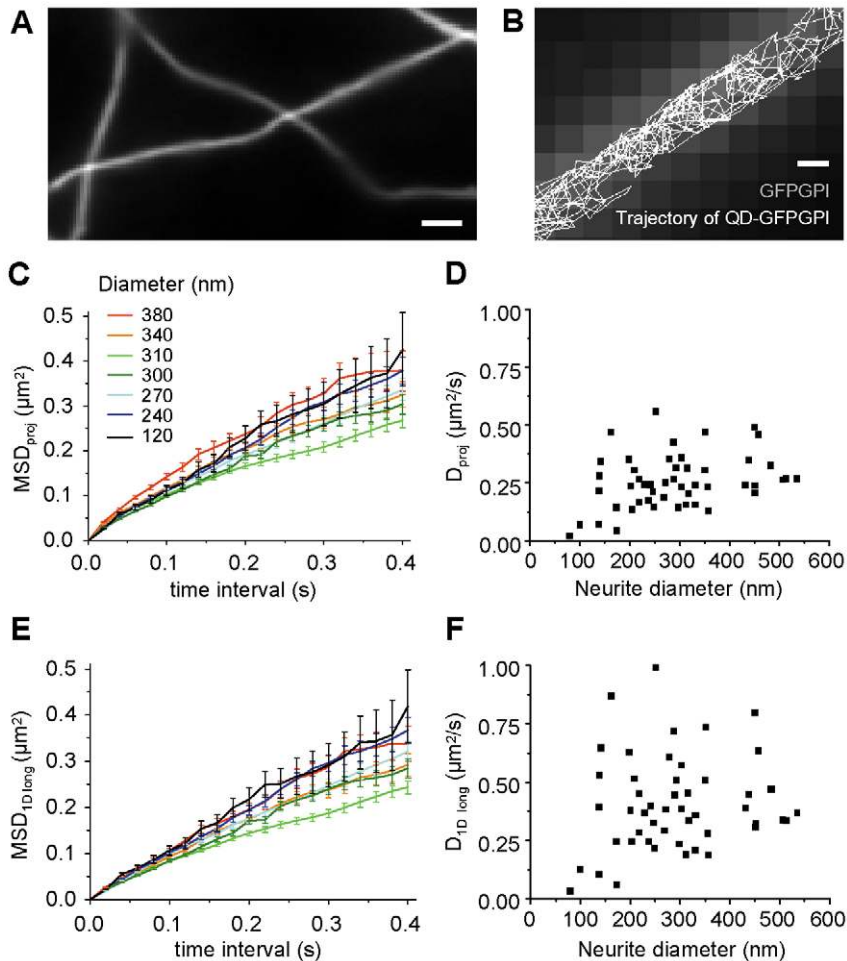 A
B
GFPGPI
Trajectory of QD-GFPGPI
C
Diameter (nm)
0.5
0.4
0.3
0.2
0.1
0.0
MSDproj (µm²)
380
340
310
300
270
240
120
0.0 0.1 0.2 0.3 0.4
time interval (s)
D
1.00
0.75
0.50
0.25
0.00
Dproj (µm²/s)
0 100 200 300 400 500 600
Neurite diameter (nm)
E
0.5
0.4
0.3
0.2
0.1
0.0
MSD1D long (µm²)
0.0 0.1 0.2 0.3 0.4
time interval (s)
F
1.00
0.75
0.50
0.25
0.00
D1D long (µm²/s)
0 100 200 300 400 500 600
Neurite diameter (nm)